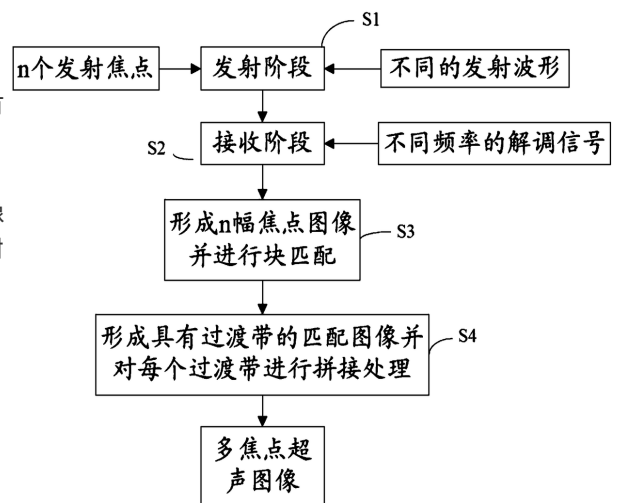 S1
n个发射焦点
发射阶段
不同的发射波形
S2
接收阶段
不同频率的解调信号
形成n幅焦点图像
并进行块匹配
S3
形成具有过渡带的匹配图像并
对每个过渡带进行拼接处理
S4
多焦点超
声图像